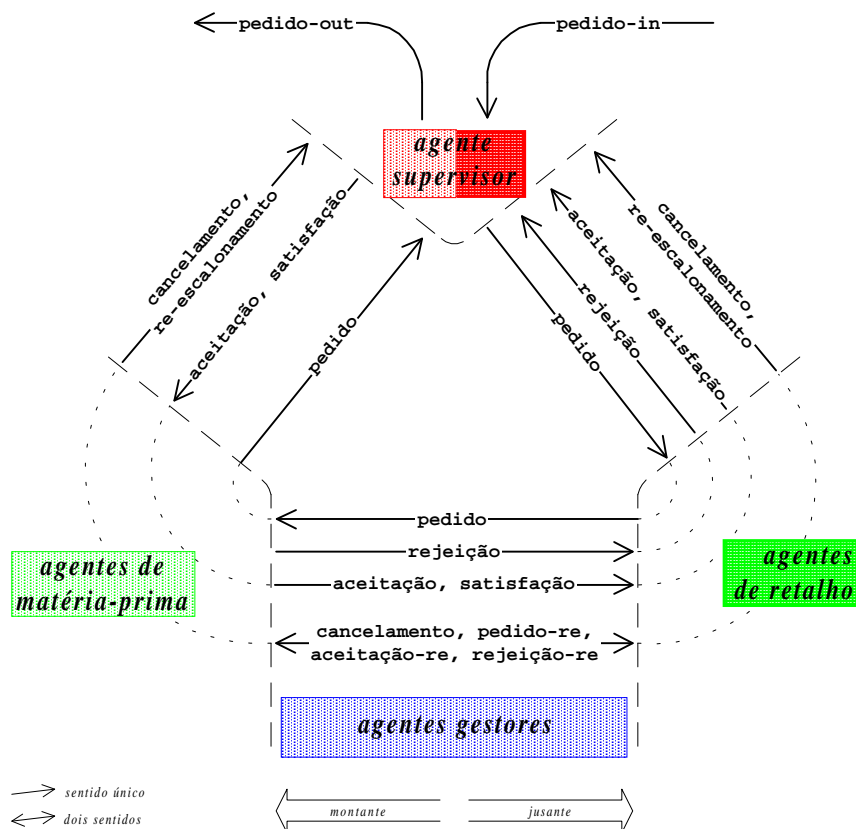 pedido-out
pedido-in
agente
supervisor
cancelamento,
re-escalonamento
aceitação, satisfação
pedido
pedido
rejeição
aceitação, satisfação
cancelamento,
re-escalonamento
pedido
rejeição
aceitação, satisfação
cancelamento, pedido-re,
aceitação-re, rejeição-re
agentes de
matéria-prima
agentes
de retalho
agentes gestores
sentido único
dois sentidos
montante
jusante